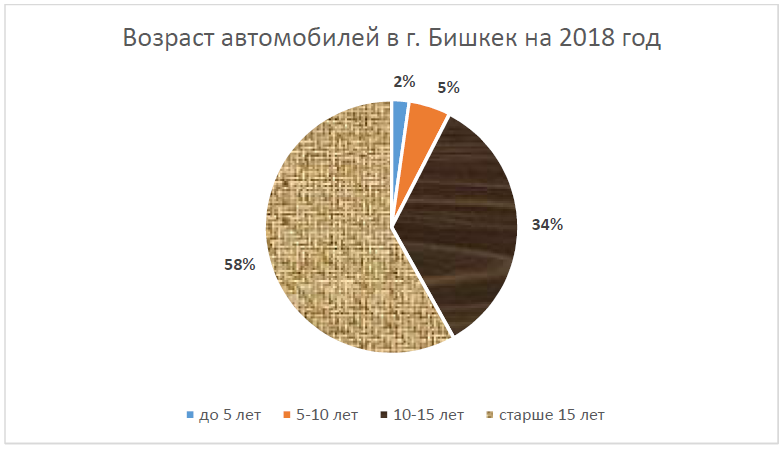 Возраст автомобилей в г. Бишкек на 2018 год
2%
5%
34%
58%
до 5 лет
5-10 лет
10-15 лет
старше 15 лет